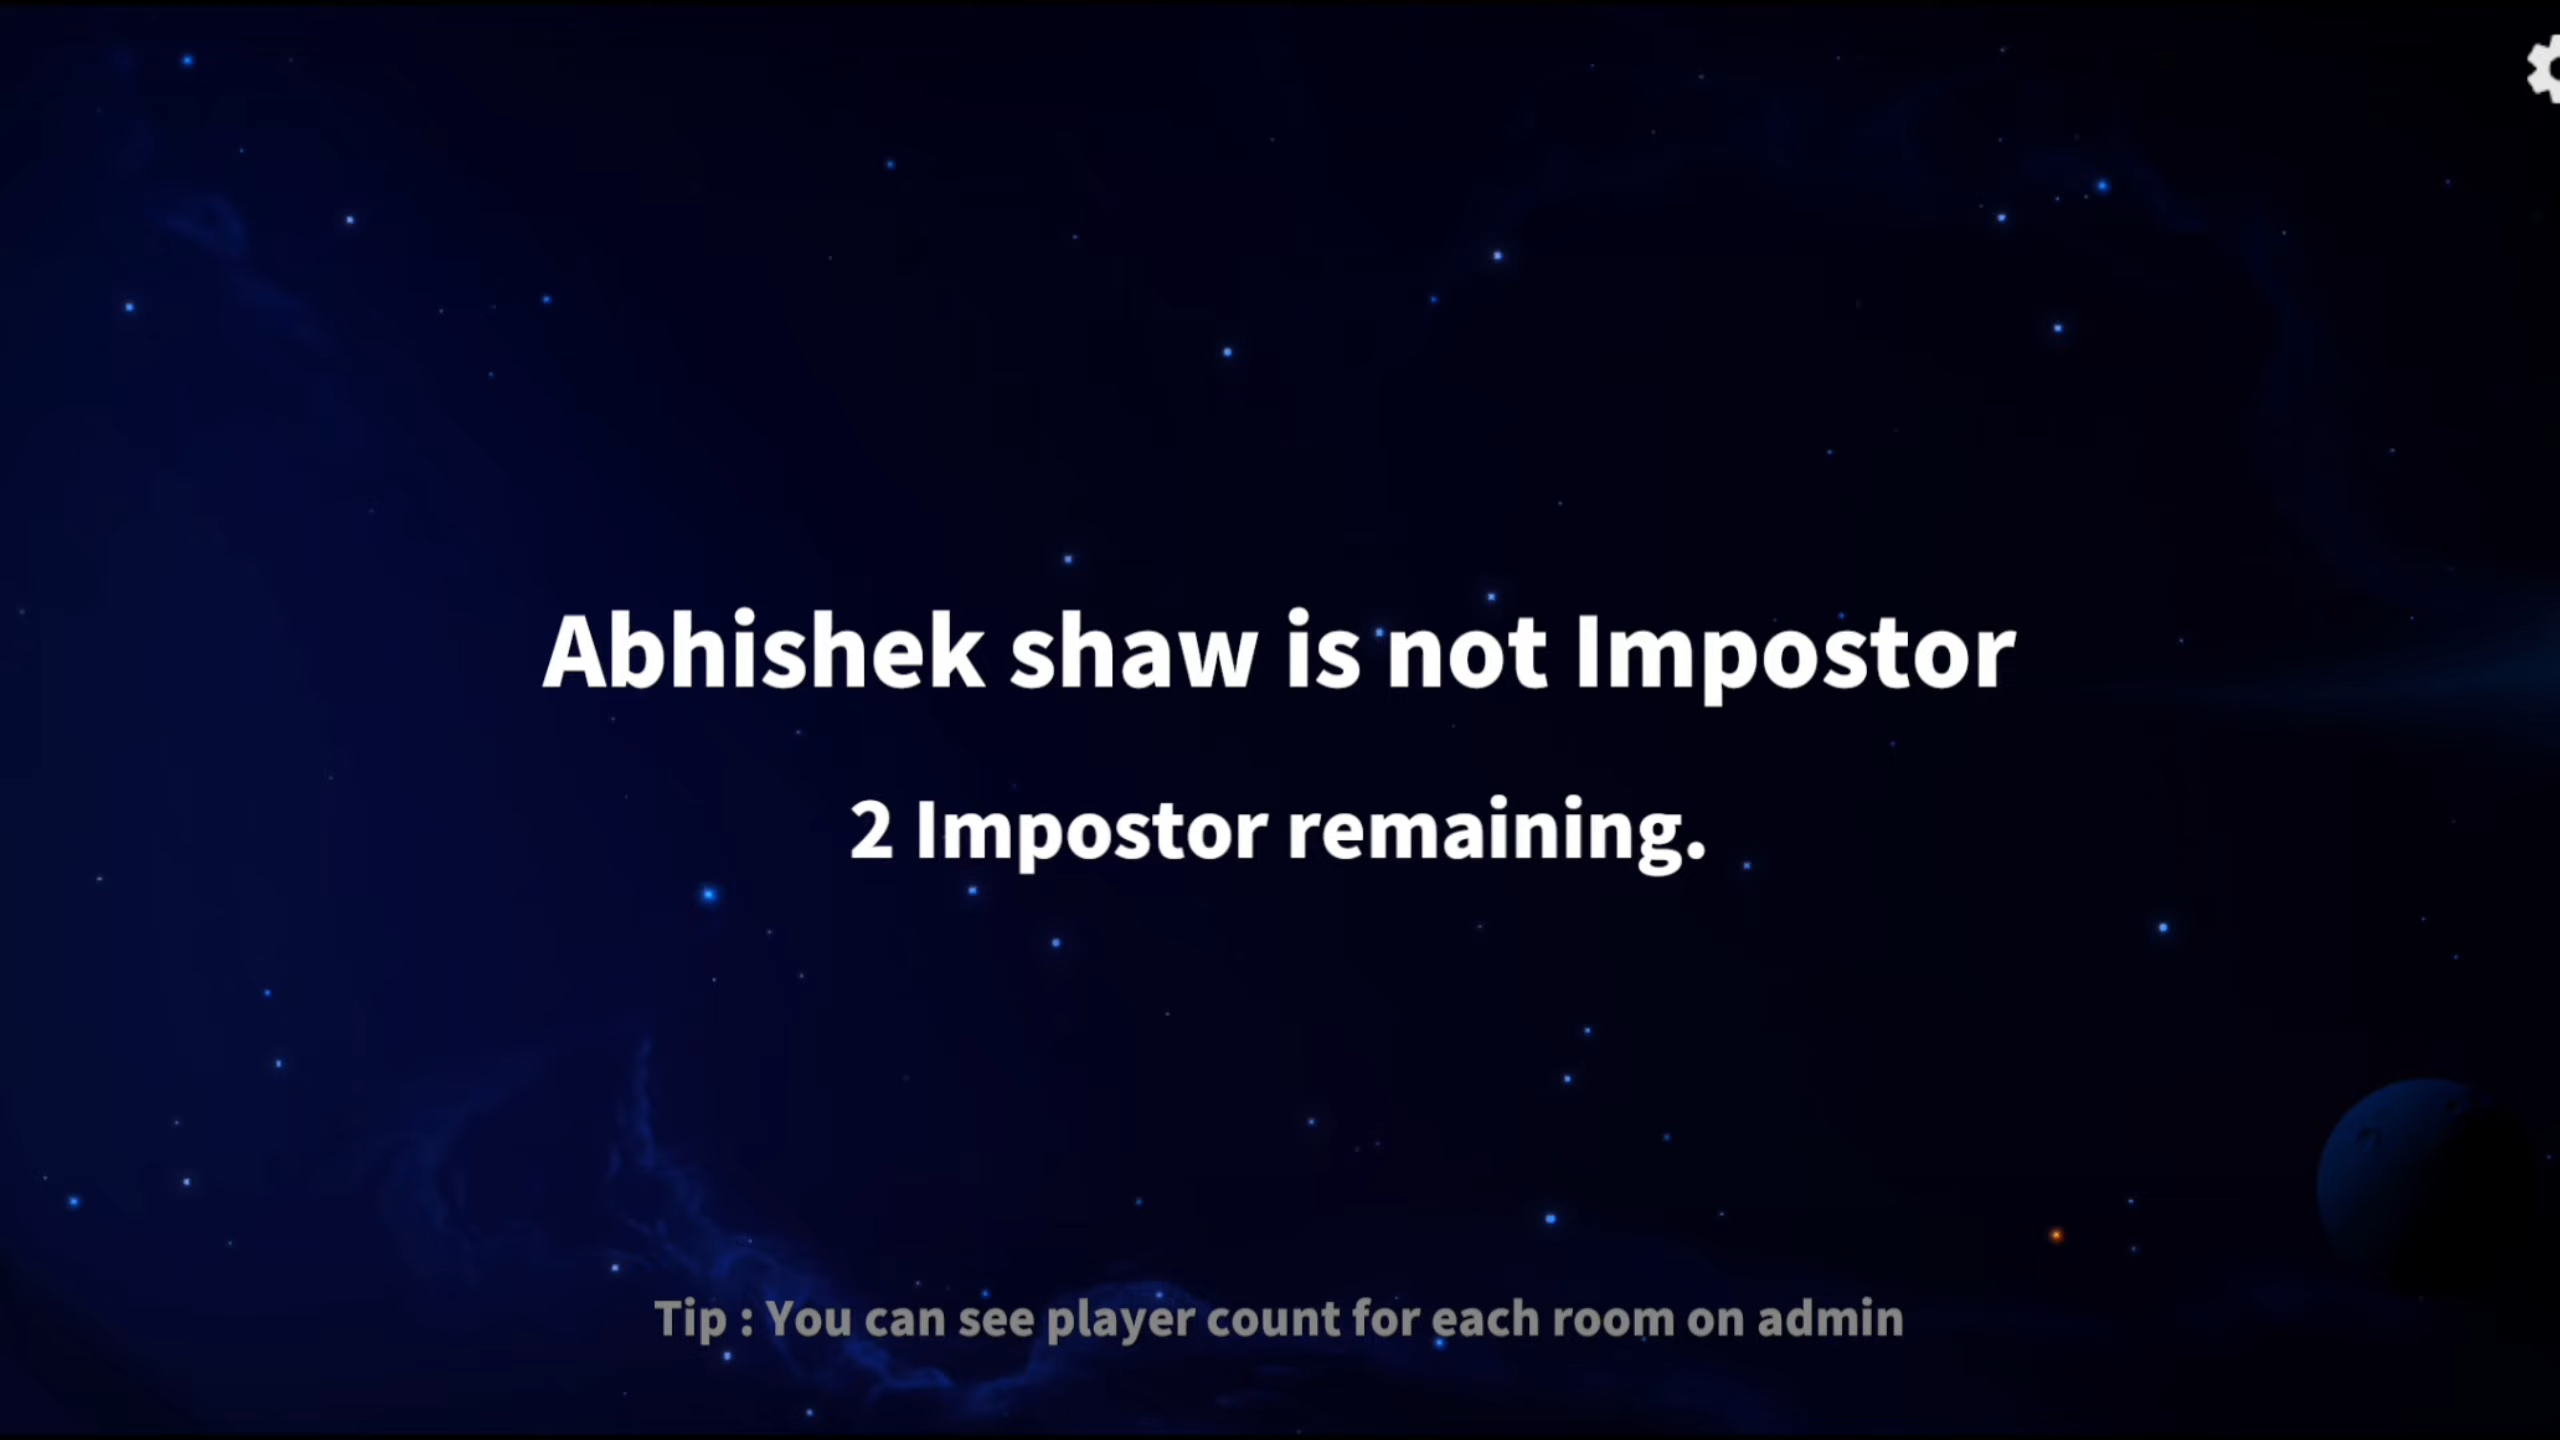 Abhishek shaw is not Impostor
2 Impostor remaining.
Tip : You can see player count for each room on admin